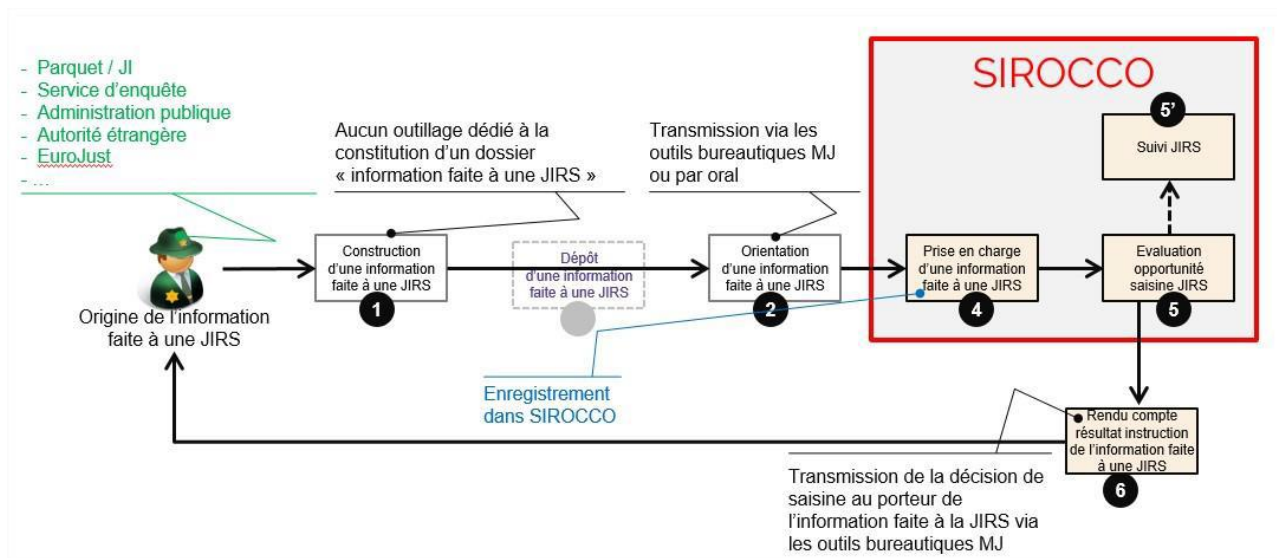 - Parquet / JI
- Service d'enquête
- Administration publique
- Autorité étrangère
- EuroJust
- ...
Aucun outillage dédié à la
constitution d'un dossier
« information faite à une JIRS »
Transmission via les
outils bureautiques MJ
ou par oral
SIROCCO
5'
Suivi JIRS
Origine de l'information
faite à une JIRS
Construction
d'une information
faite à une JIRS
1
Dépôt
d'une information
faite à une JIRS
Orientation
d'une information
faite à une JIRS
2
Prise en charge
d'une information
faite à une JIRS
4
Evaluation
opportunité
saisine JIRS
5
Enregistrement
dans SIROCCO
Rendu compte
résultat instruction
de l'information faite
à une JIRS
6
Transmission de la décision de
saisine au porteur de
l'information faite à la JIRS via
les outils bureautiques MJ